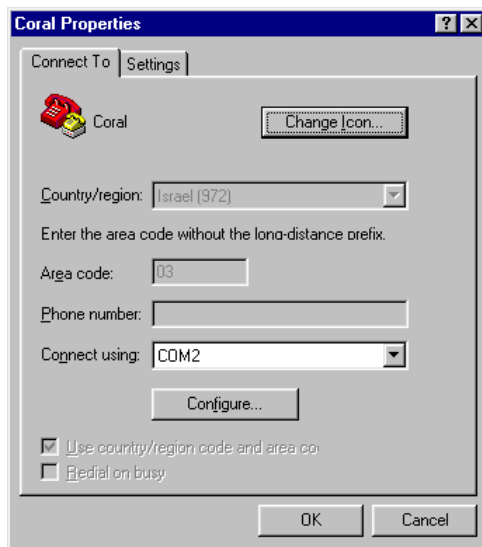 Coral Properties
Connect To Settings
Coral Change Icon...
Country/region: Israel (972)
Enter the area code without the long-distance prefix.
Area code: 03
Phone number:
Connect using: COM2
Configure...
Use country/region code and area co
Redial on busy
OK Cancel